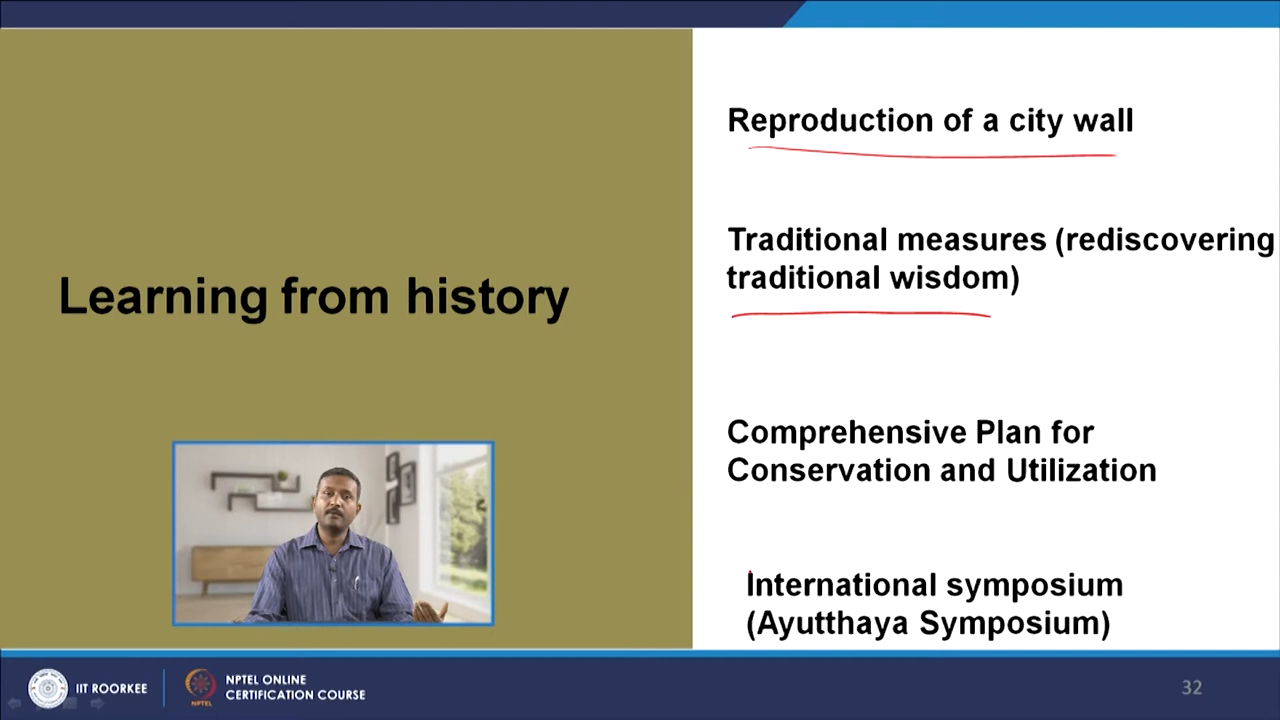 Learning from history
Reproduction of a city wall
Traditional measures (rediscovering
traditional wisdom)
Comprehensive Plan for
Conservation and Utilization
International symposium
(Ayutthaya Symposium)
IIT ROORKEE
NPTEL
NPTEL ONLINE
CERTIFICATION COURSE
32